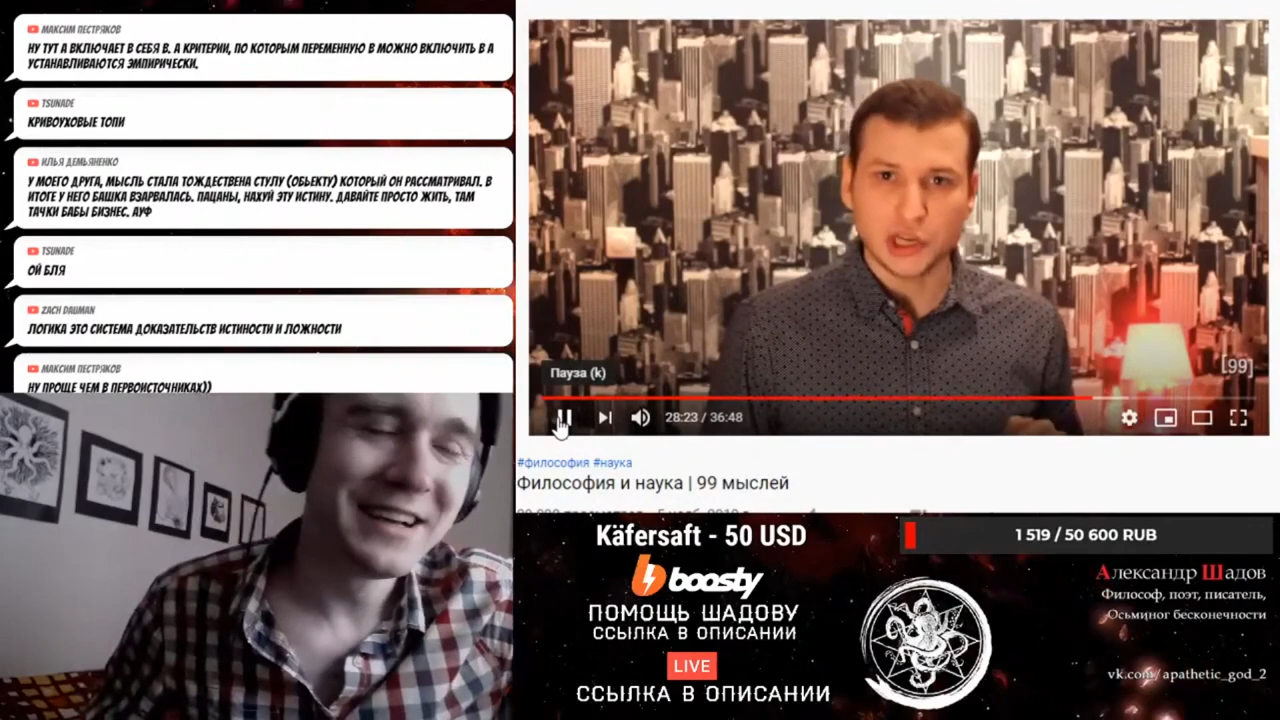 МАКСИМ ПЕСТРЯКОВ
НУ ТУТ А ВКЛЮЧАЕТ В СЕБЯ В. А КРИТЕРИИ, ПО КОТОРЫМ ПЕРЕМЕННУЮ В МОЖНО ВКЛЮЧИТЬ В А
УСТАНАВЛИВАЮТСЯ ЭМПИРИЧЕСКИ.
TSUNADE
КРИВОУХОВЫЕ ТОПИ
ИЛЬЯ ДЕМЬЯНЕНКО
У МОЕГО ДРУГА, МЫСЛЬ СТАЛА ТОЖДЕСТВЕНА СТУЛУ (ОБЬЕКТУ) КОТОРЫЙ ОН РАССМАТРИВАЛ. В
ИТОГЕ У НЕГО БАШКА ВЗАРВАЛАСЬ. ПАЦАНЫ, НАХУЙ ЭТУ ИСТИНУ. ДАВАЙТЕ ПРОСТО ЖИТЬ, ТАМ
ТАЧКИ БАБЫ БИЗНЕС. АУФ
TSUNADE
ОЙ БЛЯ
ZACH DAUMAN
ЛОГИКА ЭТО СИСТЕМА ДОКАЗАТЕЛЬСТВ ИСТИНОСТИ И ЛОЖНОСТИ
МАКСИМ ПЕСТРЯКОВ
НУ ПРОЩЕ ЧЕМ В ПЕРВОИСТОЧНИКАХ))
Пауза (k)
[99]
28:23 / 36:48
#философия #наука
Философия и наука | 99 мыслей
Käfersaft - 50 USD
boosty
ПОМОЩЬ ШАДОВУ
ССЫЛКА В ОПИСАНИИ
LIVE
ССЫЛКА В ОПИСАНИИ
1 519 / 50 600 RUB
Александр Шадов
Философ, поэт, писатель,
Осьминог бесконечности
vk.com/apathetic_god_2